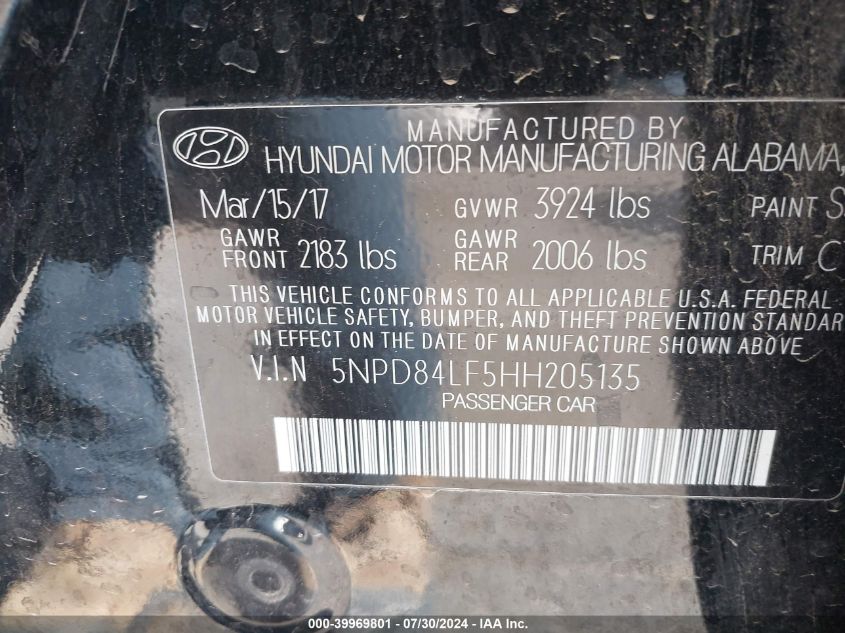 MANUFACTURED BY
HYUNDAI MOTOR MANUFACTURING ALABAMA,
Mar/15/17 GVWR 3924 lbs PAINT S
GAWR FRONT 2183 lbs GAWR REAR 2006 lbs TRIM C
THIS VEHICLE CONFORMS TO ALL APPLICABLE U.S.A. FEDERAL
MOTOR VEHICLE SAFETY, BUMPER, AND THEFT PREVENTION STANDAR
IN EFFECT ON THE DATE OF MANUFACTURE SHOWN ABOVE
V.I.N 5NPD84LF5HH205135
PASSENGER CAR
000-39969801 - 07/30/2024 - IAA Inc.